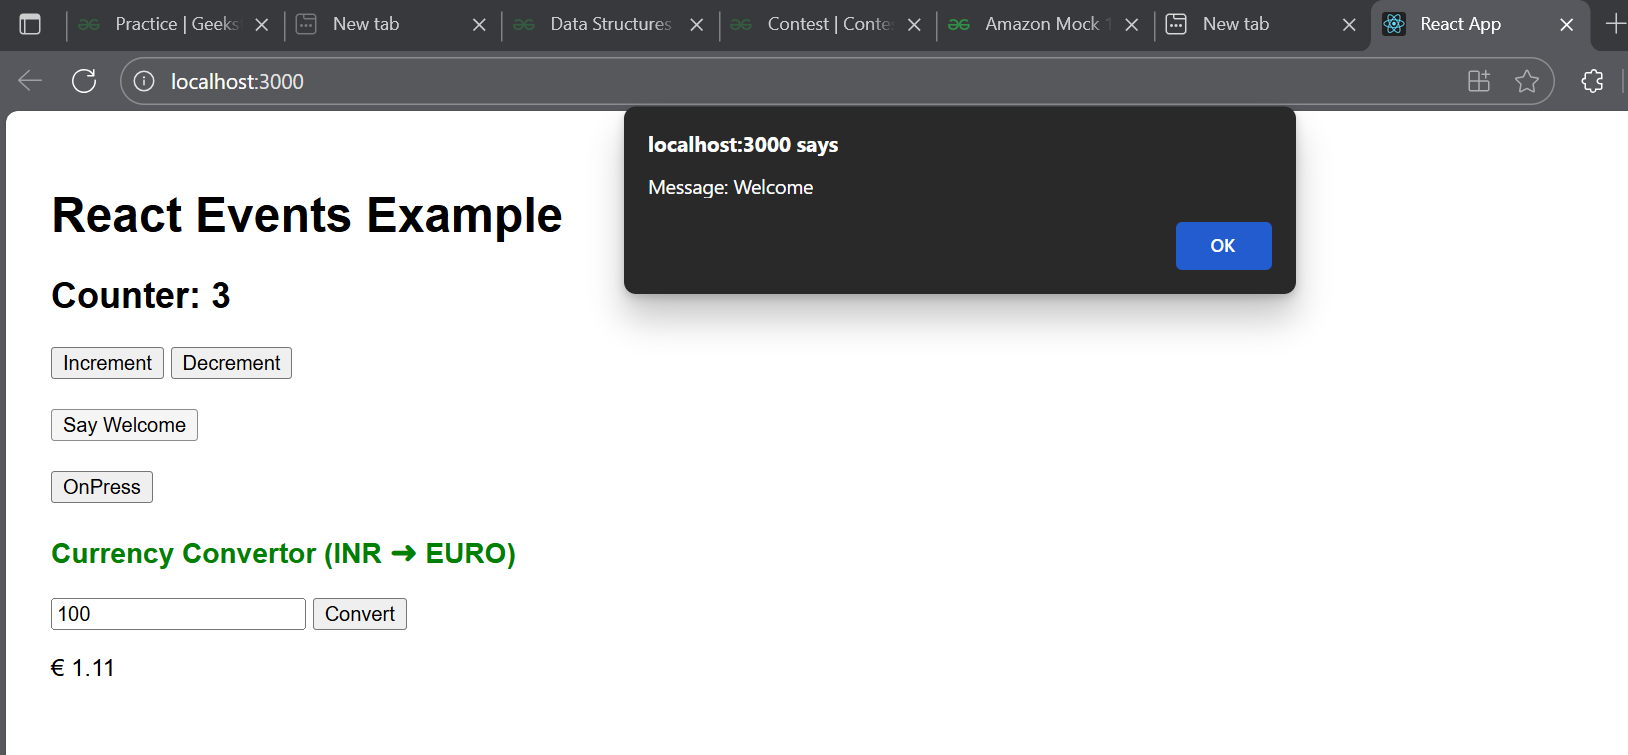 Practice | Geeks
New tab
Data Structures
Contest | Conte
Amazon Mock 1
New tab
React App
localhost:3000
localhost:3000 says
Message: Welcome
OK
React Events Example
Counter: 3
Increment Decrement
Say Welcome
OnPress
Currency Convertor (INR ➜ EURO)
100 Convert
€ 1.11